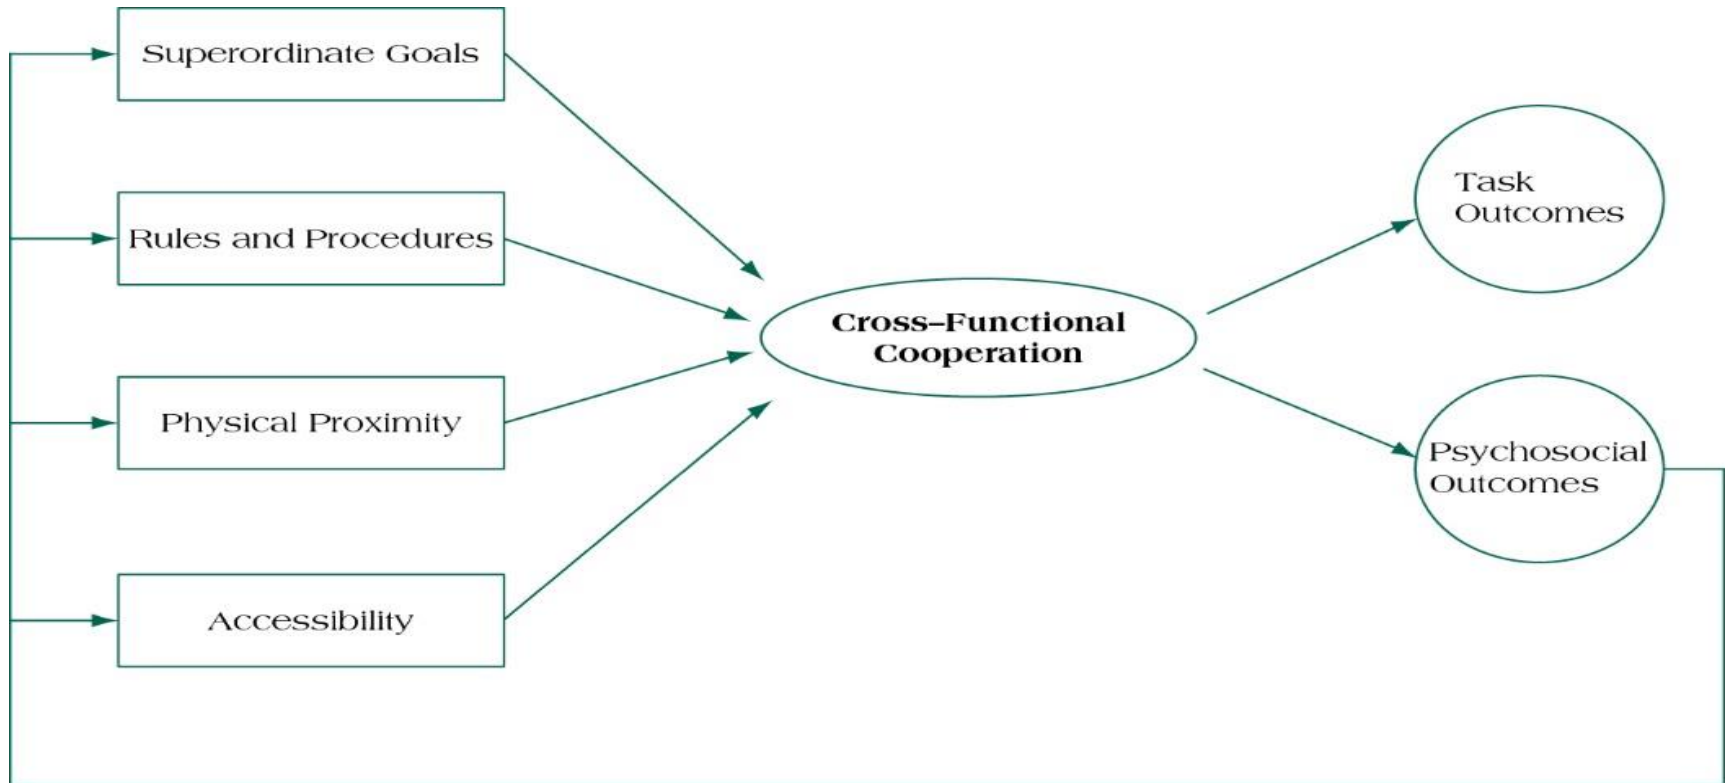 Superordinate Goals
Rules and Procedures
Physical Proximity
Accessibility
Cross–Functional
Cooperation
Task
Outcomes
Psychosocial
Outcomes